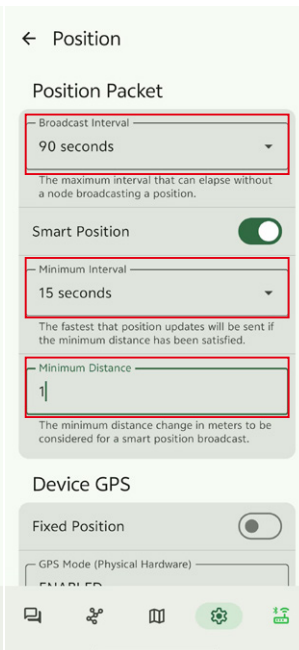 ← Position
Position Packet
Broadcast Interval
90 seconds
The maximum interval that can elapse without
a node broadcasting a position.
Smart Position
Minimum Interval
15 seconds
The fastest that position updates will be sent if
the minimum distance has been satisfied.
Minimum Distance
1
The minimum distance change in meters to be
considered for a smart position broadcast.
Device GPS
Fixed Position
GPS Mode (Physical Hardware)
ENABLED